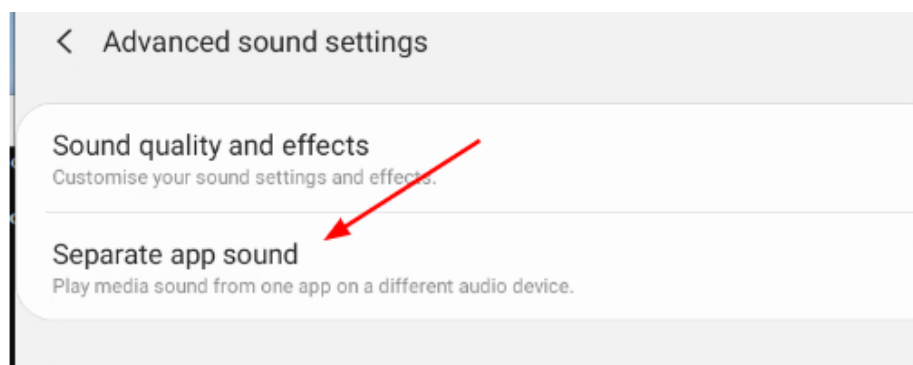 Advanced sound settings
Sound quality and effects
Customise your sound settings and effects.
Separate app sound
Play media sound from one app on a different audio device.